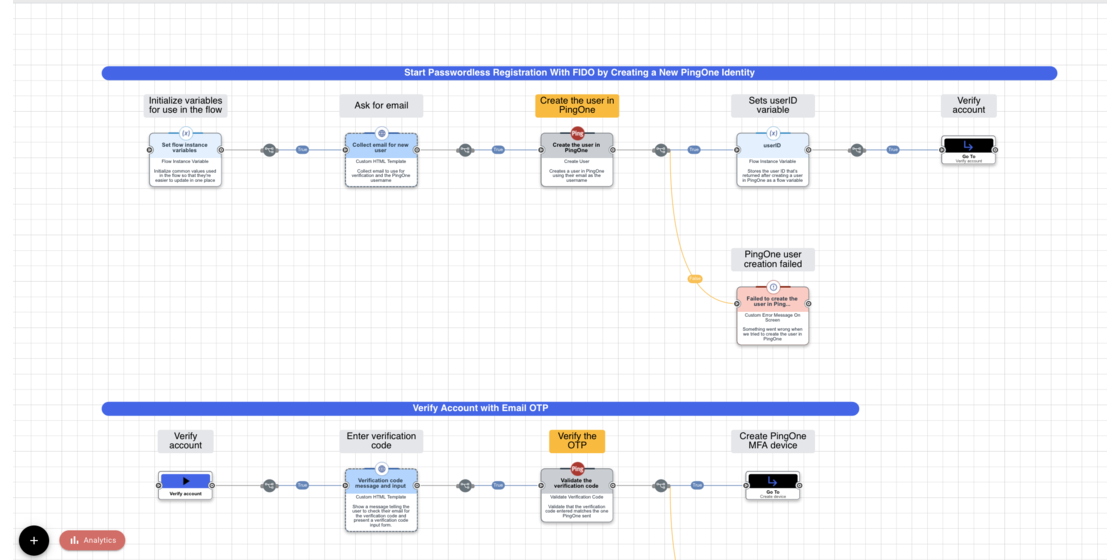 Start Passwordless Registration With FIDO by Creating a New PingOne Identity
Initialize variables
for use in the flow
Ask for email
Create the user in
PingOne
Sets userID
variable
Verify
account
{x}
Set flow instance
variables
Flow Instance Variable
Initialize common values used
in the flow so that they're
easier to update in one place
True
Collect email for new
user
Custom HTML Template
Collect email to use for
verification and the PingOne
username
True
Ping
Create the user in
PingOne
Create User
Creates a user in PingOne
using their email as the
username
True
{x}
userID
Flow Instance Variable
Stores the user ID that's
returned after creating a user
in PingOne as a flow variable
True
Go To
Verify account
PingOne user
creation failed
Failed to create the
user in Ping...
Custom Error Message On
Screen
Something went wrong when
we tried to create the user in
PingOne
Verify Account with Email OTP
Verify
account
Enter verification
code
Verify the
OTP
Create PingOne
MFA device
Verify account
True
Verification code
message and input
Custom HTML Template
Show a message telling the
user to check their email for
the verification code and
present a verification code
input form.
True
Ping
Validate the
verification code
Validate Verification Code
Validate that the verification
code entered matches the one
PingOne sent
True
Go To
Create device
+
Analytics